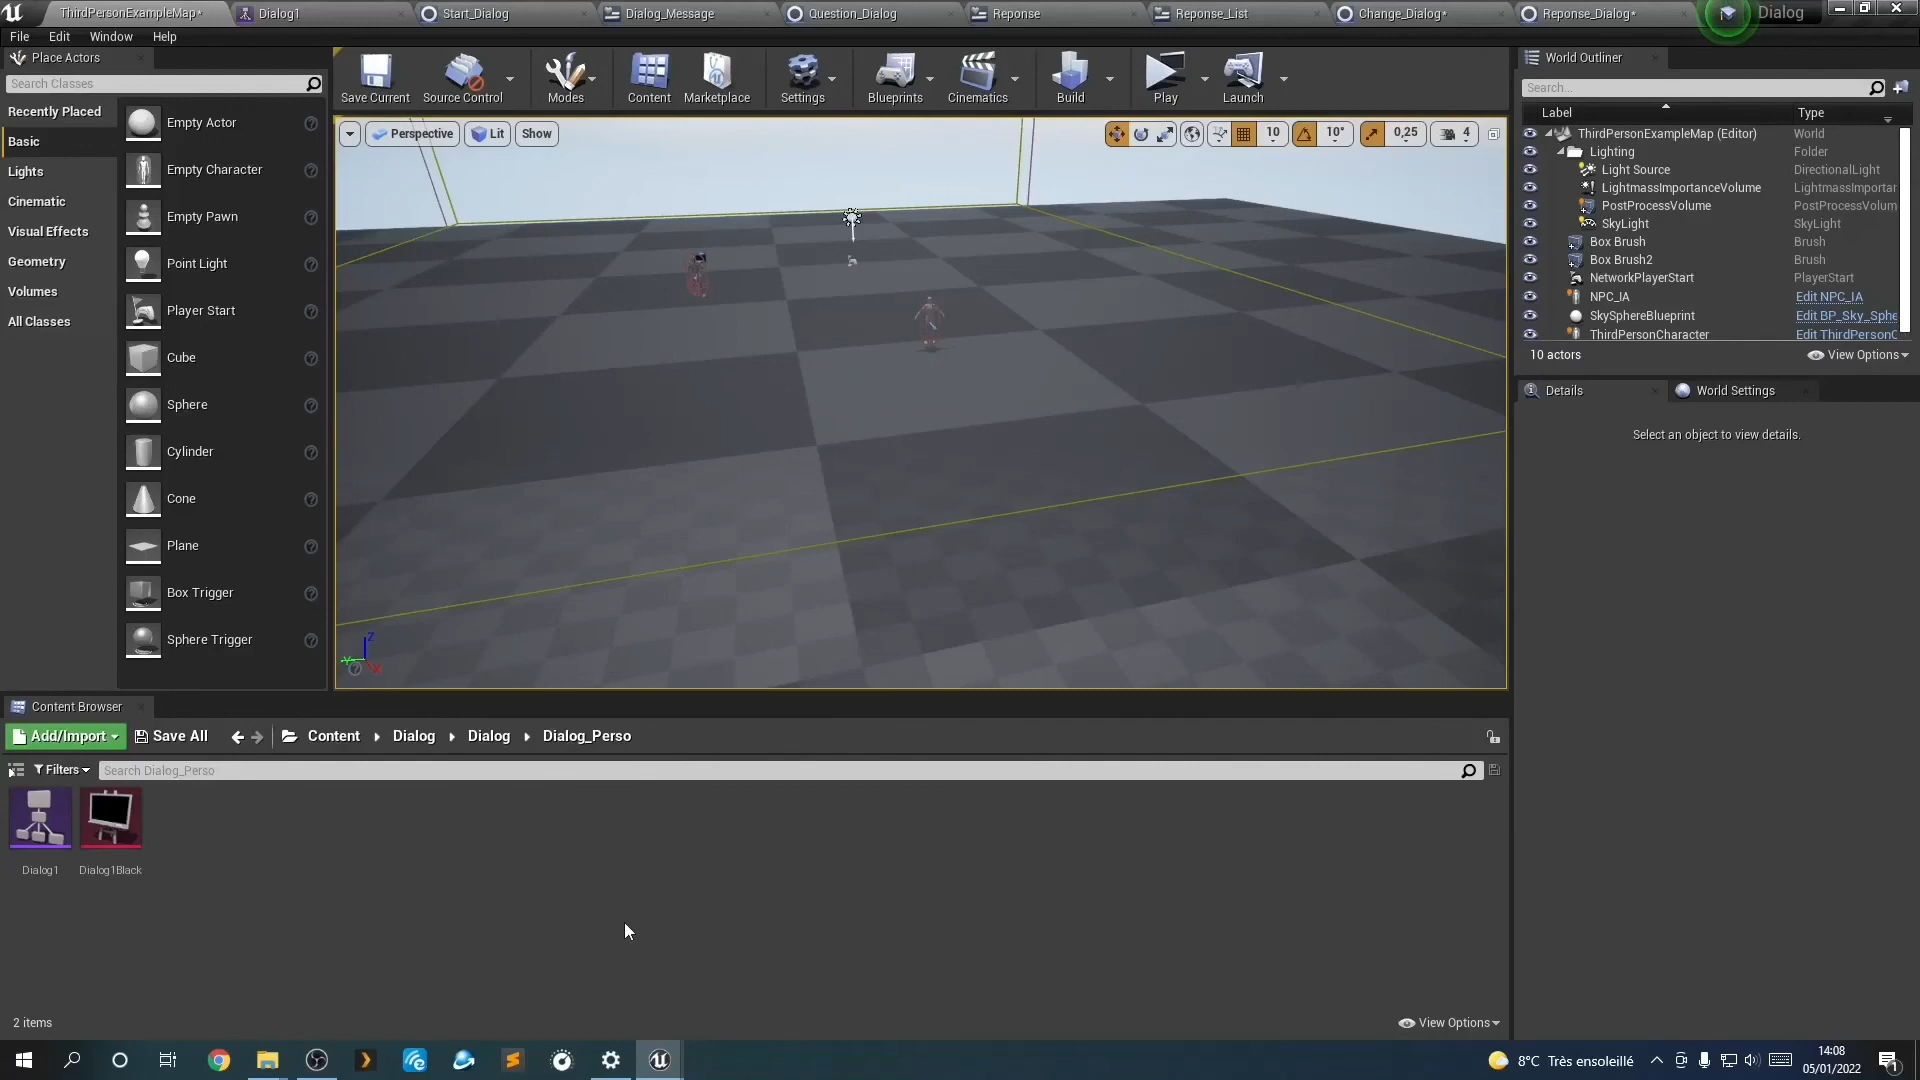 ThirdPersonExampleMap*
Dialog1
Start_Dialog
Dialog_Message
Question_Dialog
Reponse
Reponse_List
Change_Dialog*
Reponse_Dialog*
Dialog
File Edit Window Help
Place Actors
Search Classes
Recently Placed
Basic
Lights
Cinematic
Visual Effects
Geometry
Volumes
All Classes
Empty Actor
Empty Character
Empty Pawn
Point Light
Player Start
Cube
Sphere
Cylinder
Cone
Plane
Box Trigger
Sphere Trigger
Save Current
Source Control
Modes
Content
Marketplace
Settings
Blueprints
Cinematics
Build
Play
Launch
Perspective
Lit
Show
10
10°
0,25
4
Z
Y
X
World Outliner
Search...
Label Type
ThirdPersonExampleMap (Editor) World
Lighting Folder
Light Source DirectionalLight
LightmassImportanceVolume LightmassImportan
PostProcessVolume PostProcessVolum
SkyLight SkyLight
Box Brush Brush
Box Brush2 Brush
NetworkPlayerStart PlayerStart
NPC_IA Edit NPC_IA
SkySphereBlueprint Edit BP_Sky_Sphe
ThirdPersonCharacter Edit ThirdPersonC
10 actors
View Options
Details
World Settings
Select an object to view details.
Content Browser
Add/Import
Save All
Content
Dialog
Dialog
Dialog_Perso
Filters
Search Dialog_Perso
Dialog1
Dialog1Black
2 items
View Options
8°C Très ensoleillé
14:08
05/01/2022
1